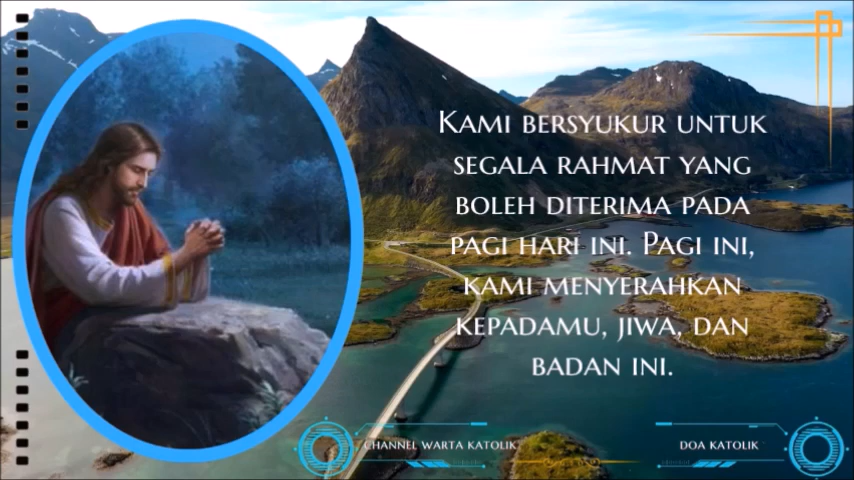 Kami bersyukur untuk
segala rahmat yang
boleh diterima pada
pagi hari ini. Pagi ini,
kami menyerahkan
kepadaMu, jiwa, dan
badan ini.
CHANNEL WARTA KATOLIK
DOA KATOLIK